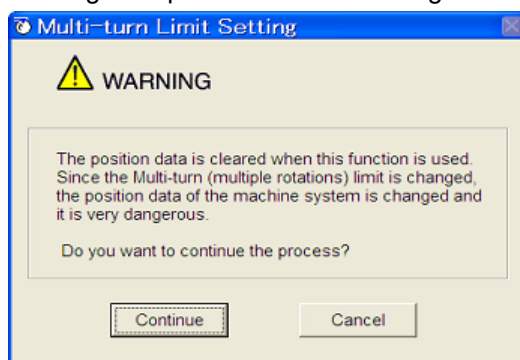 Multi-turn Limit Setting
WARNING
The position data is cleared when this function is used.
Since the Multi-turn (multiple rotations) limit is changed,
the position data of the machine system is changed and
it is very dangerous.
Do you want to continue the process?
Continue
Cancel